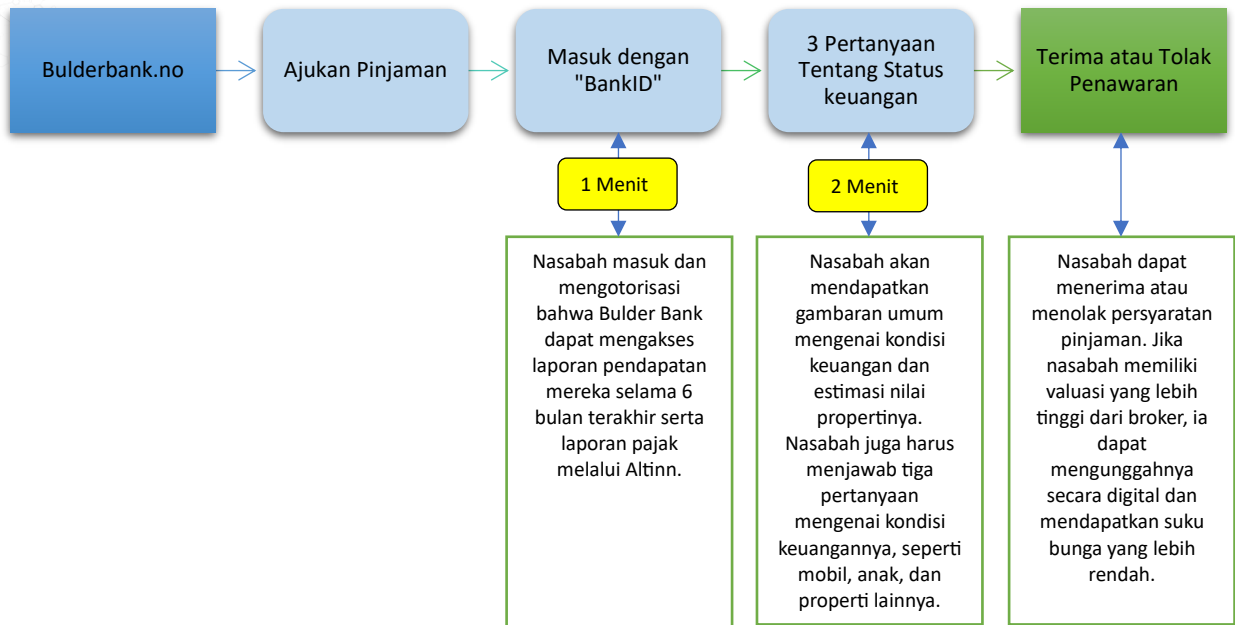 Bulderbank.no
Ajukan Pinjaman
Masuk dengan
"BankID"
3 Pertanyaan
Tentang Status
keuangan
Terima atau Tolak
Penawaran
1 Menit
2 Menit
Nasabah masuk dan
mengotorisasi
bahwa Bulder Bank
dapat mengakses
laporan pendapatan
mereka selama 6
bulan terakhir serta
laporan pajak
melalui Altinn.
Nasabah akan
mendapatkan
gambaran umum
mengenai kondisi
keuangan dan
estimasi nilai
propertinya.
Nasabah juga harus
menjawab tiga
pertanyaan
mengenai kondisi
keuangannya, seperti
mobil, anak, dan
properti lainnya.
Nasabah dapat
menerima atau
menolak persyaratan
pinjaman. Jika
nasabah memiliki
valuasi yang lebih
tinggi dari broker, ia
dapat
mengunggahnya
secara digital dan
mendapatkan suku
bunga yang lebih
rendah.